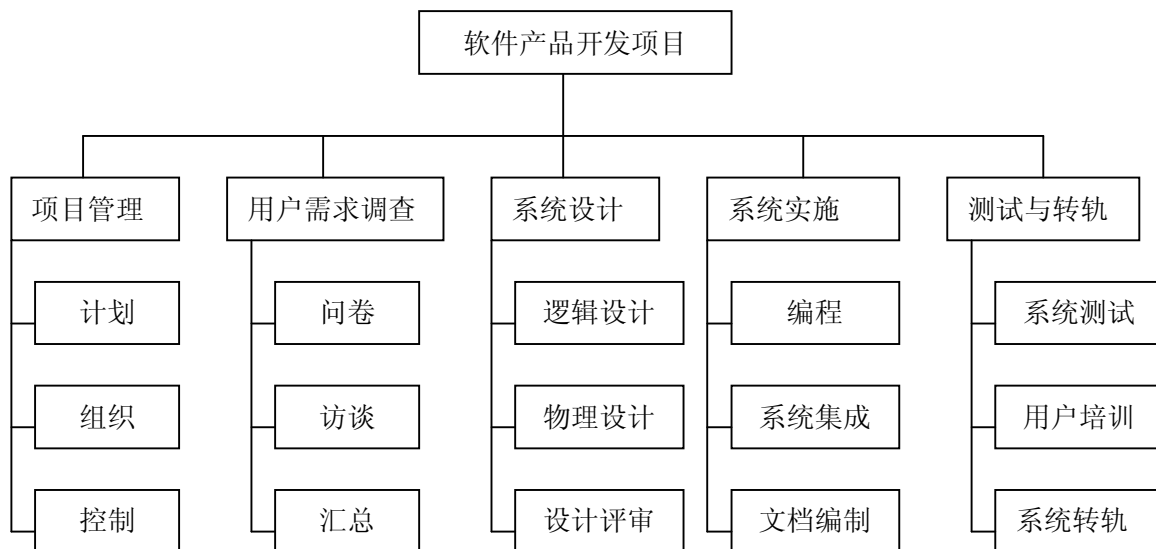 软件产品开发项目
项目管理
用户需求调查
系统设计
系统实施
测试与转轨
计划
问卷
逻辑设计
编程
系统测试
组织
访谈
物理设计
系统集成
用户培训
控制
汇总
设计评审
文档编制
系统转轨